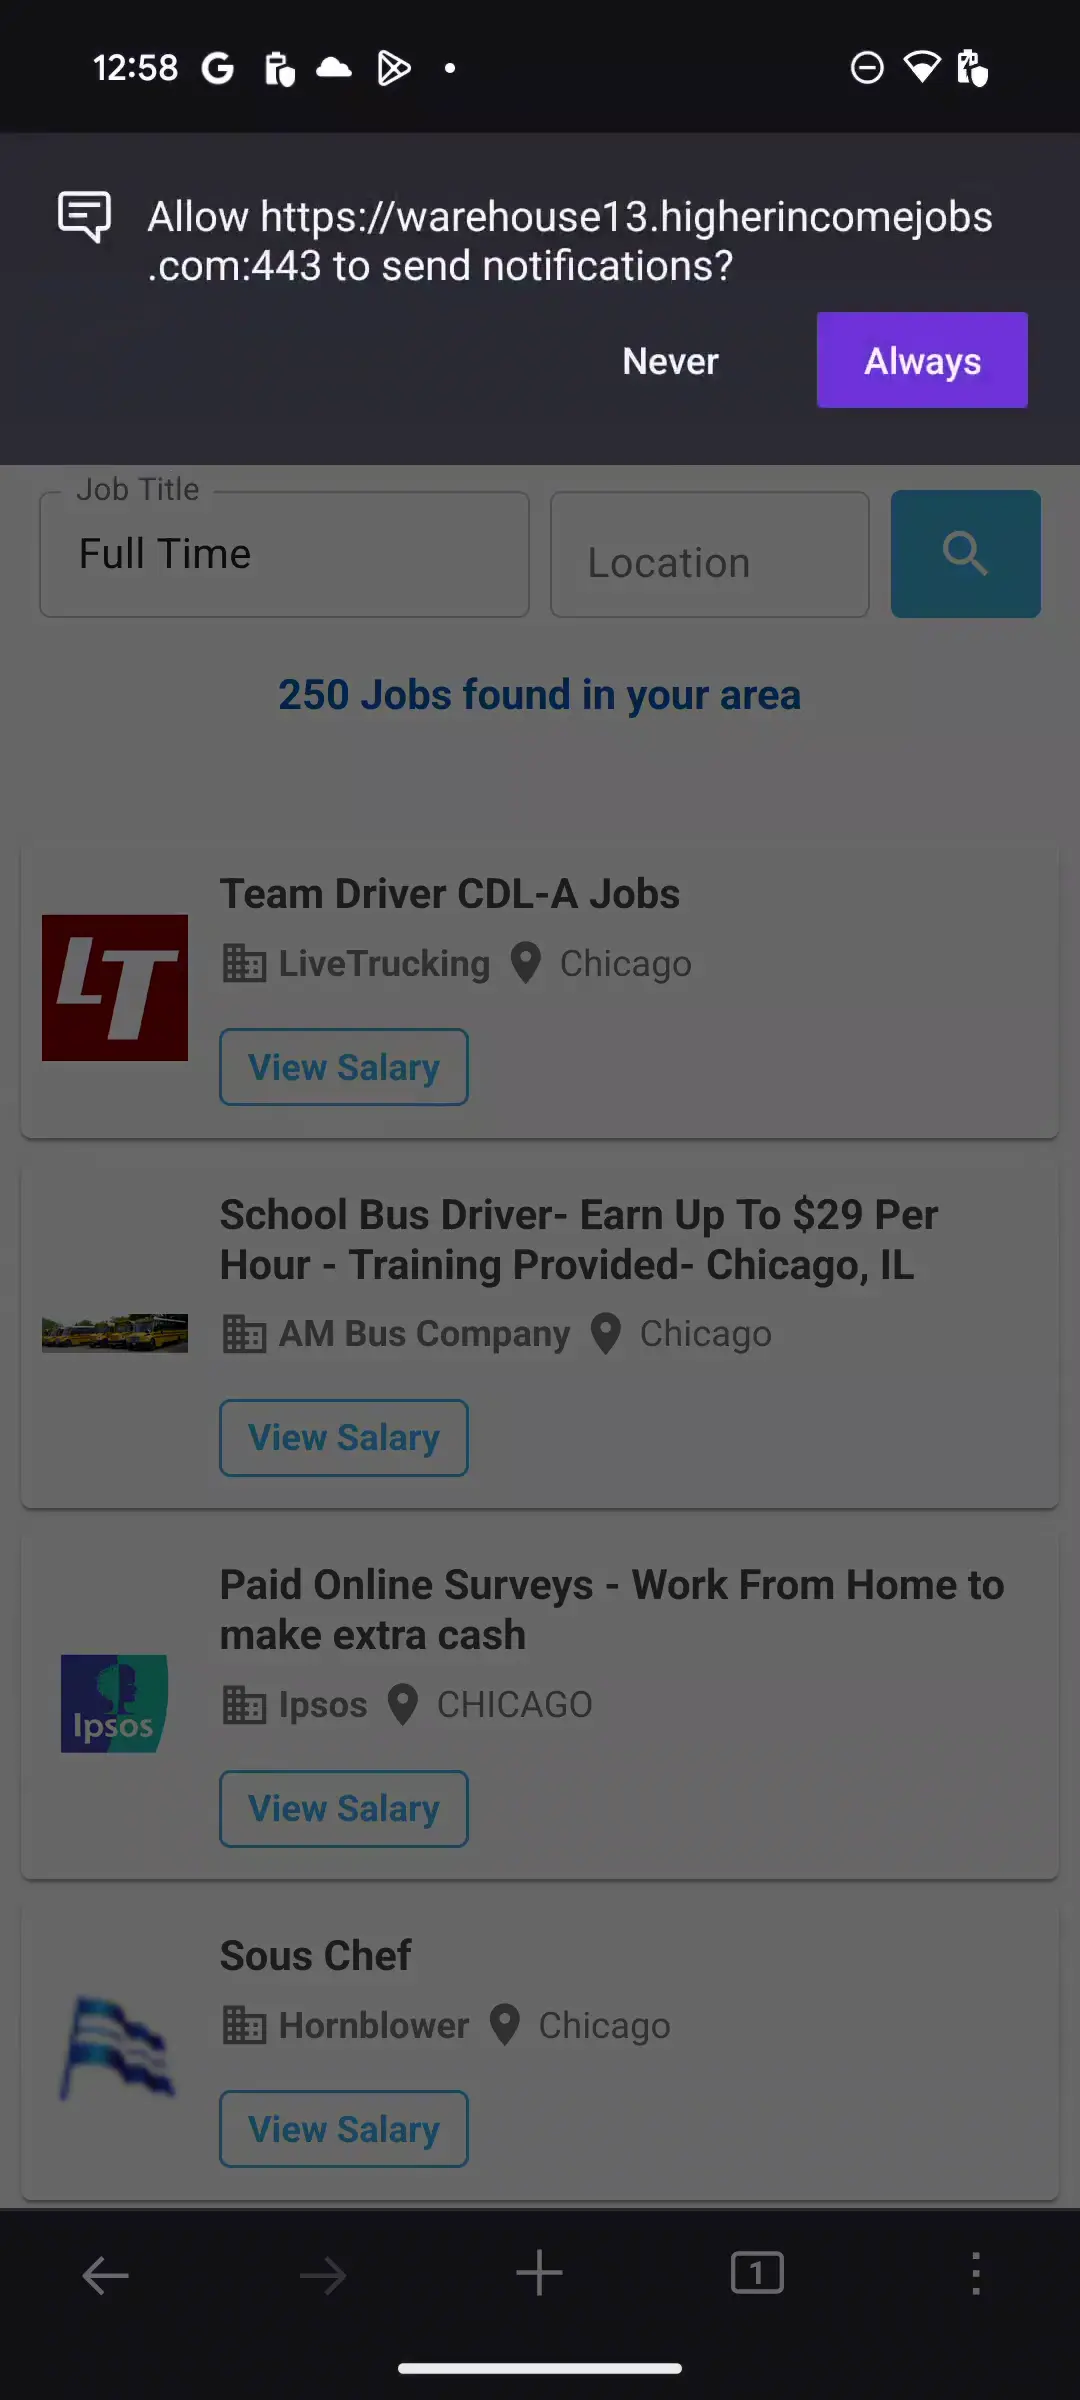 12:58
Allow https://warehouse13.higherincomejobs
.com:443 to send notifications?
Never
Always
Job Title
Full Time
Location
250 Jobs found in your area
Team Driver CDL-A Jobs
LT
LiveTrucking
Chicago
View Salary
School Bus Driver- Earn Up To $29 Per
Hour - Training Provided- Chicago, IL
AM Bus Company
Chicago
View Salary
Paid Online Surveys - Work From Home to
make extra cash
Ipsos
Ipsos
CHICAGO
View Salary
Sous Chef
Hornblower
Chicago
View Salary
1